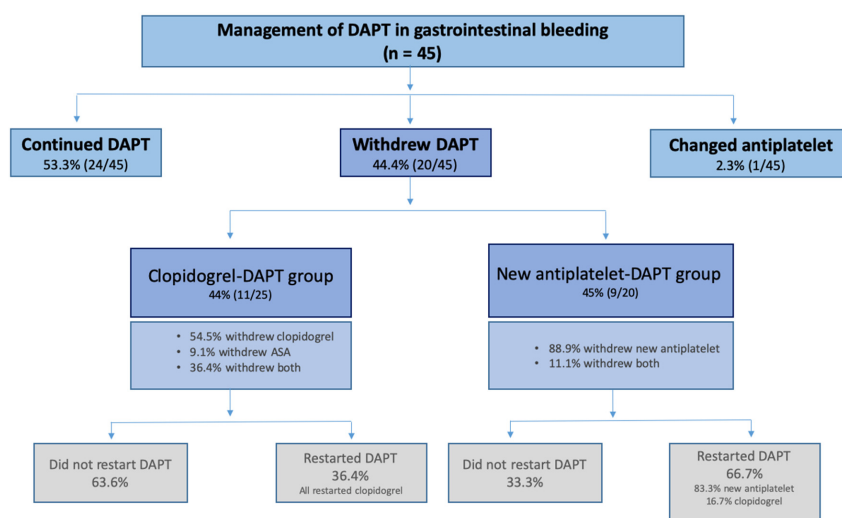 Management of DAPT in gastrointestinal bleeding
(n = 45)
Continued DAPT
53.3% (24/45)
Withdrew DAPT
44.4% (20/45)
Changed antiplatelet
2.3% (1/45)
Clopidogrel-DAPT group
44% (11/25)
New antiplatelet-DAPT group
45% (9/20)
• 54.5% withdrew clopidogrel
• 9.1% withdrew ASA
• 36.4% withdrew both
• 88.9% withdrew new antiplatelet
• 11.1% withdrew both
Did not restart DAPT
63.6%
Restarted DAPT
36.4%
All restarted clopidogrel
Did not restart DAPT
33.3%
Restarted DAPT
66.7%
83.3% new antiplatelet
16.7% clopidogrel